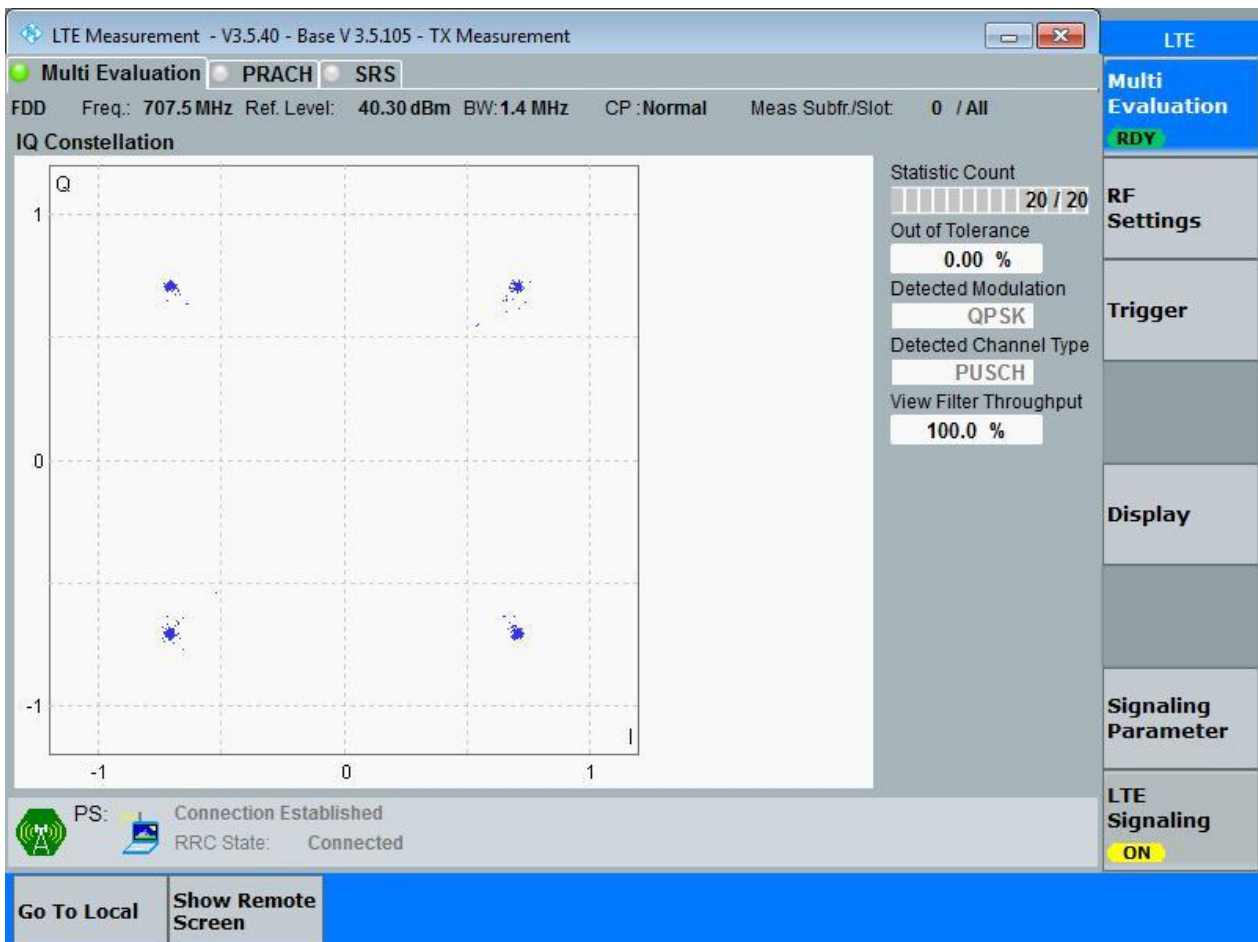 LTE Measurement - V3.5.40 - Base V 3.5.105 - TX Measurement
LTE
Multi Evaluation PRACH SRS
FDD Freq.: 707.5 MHz Ref. Level: 40.30 dBm BW: 1.4 MHz CP : Normal Meas Subfr./Slot: 0 / All
IQ Constellation
Q
1
0
-1
I
-1 0 1
Statistic Count
20 / 20
Out of Tolerance
0.00 %
Detected Modulation
QPSK
Detected Channel Type
PUSCH
View Filter Throughput
100.0 %
Multi
Evaluation
RDY
RF
Settings
Trigger
Display
Signaling
Parameter
LTE
Signaling
ON
PS: Connection Established
RRC State: Connected
Go To Local
Show Remote
Screen